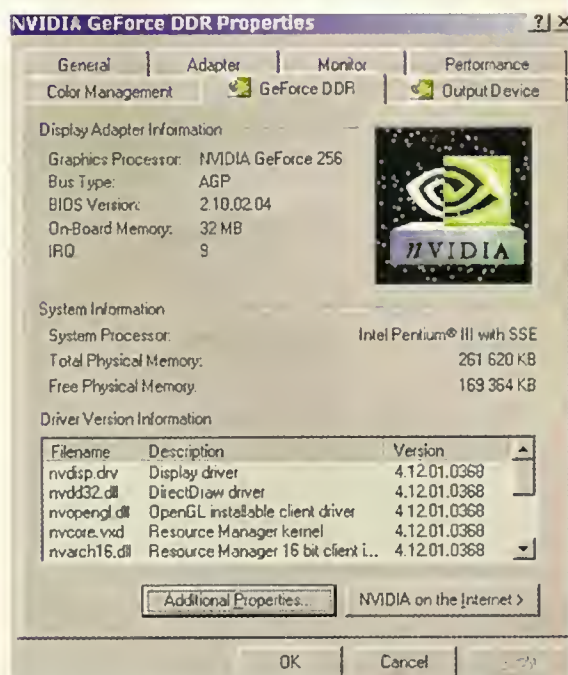 NVIDIA GeForce DDR Properties
General Adapter Monitor Performance
Color Management GeForce DDR Output Device
Display Adapter Information
Graphics Processor: NVIDIA GeForce 256
Bus Type: AGP
BIOS Version: 2.10.02.04
On-Board Memory: 32 MB
IRQ 9
nVIDIA
System Information
System Processor: Intel Pentium® III with SSE
Total Physical Memory: 261 620 KB
Free Physical Memory. 169 364 KB
Driver Version Information
Filename Description Version
nvdisp.drv Display driver 4.12.01.0368
nvdd32.dll DirectDraw driver 4.12.01.0368
nvopengl.dll OpenGL installable client driver 4 12.01.0368
nvcore.vxd Resource Manager kernel 4.12.01.0368
nvarch16.dll Resource Manager 16 bit client i... 4.12.01.0368
Additional Properties... NVIDIA on the Internet >
OK Cancel